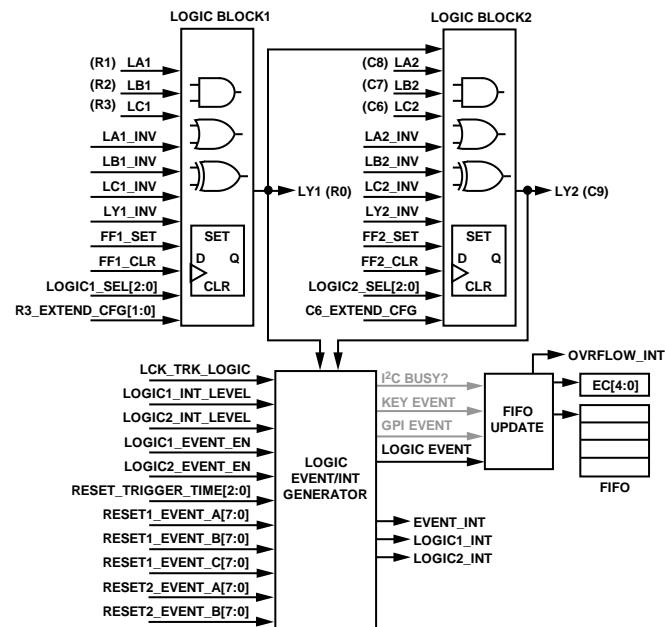 LOGIC BLOCK1
(R1) LA1
(R2) LB1
(R3) LC1
LA1_INV
LB1_INV
LC1_INV
LY1_INV
FF1_SET
FF1_CLR
LOGIC1_SEL[2:0]
R3_EXTEND_CFG[1:0]
SET
D Q
CLR
LY1 (R0)
LOGIC BLOCK2
(C8) LA2
(C7) LB2
(C6) LC2
LA2_INV
LB2_INV
LC2_INV
LY2_INV
FF2_SET
FF2_CLR
LOGIC2_SEL[2:0]
C6_EXTEND_CFG
SET
D Q
CLR
LY2 (C9)
LCK_TRK_LOGIC
LOGIC1_INT_LEVEL
LOGIC2_INT_LEVEL
LOGIC1_EVENT_EN
LOGIC2_EVENT_EN
RESET_TRIGGER_TIME[2:0]
RESET1_EVENT_A[7:0]
RESET1_EVENT_B[7:0]
RESET1_EVENT_C[7:0]
RESET2_EVENT_A[7:0]
RESET2_EVENT_B[7:0]
LOGIC
EVENT/INT
GENERATOR
I2C BUSY?
KEY EVENT
GPI EVENT
LOGIC EVENT
EVENT_INT
LOGIC1_INT
LOGIC2_INT
FIFO
UPDATE
OVRFLOW_INT
EC[4:0]
FIFO